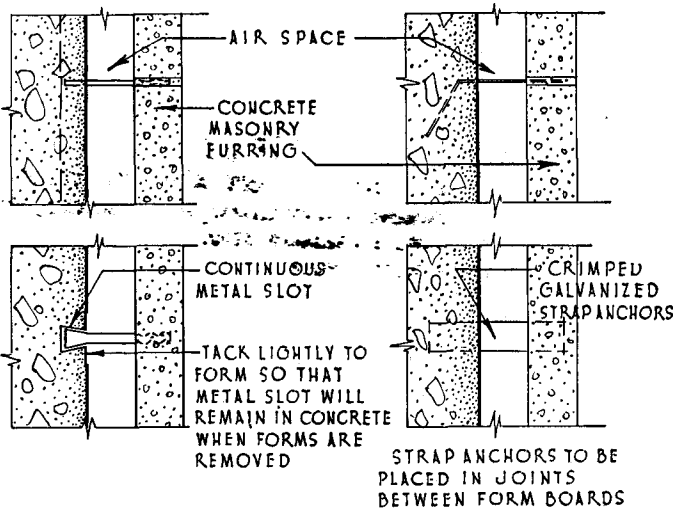 AIR SPACE
CONCRETE
MASONRY
FURRING
CONTINUOUS
METAL SLOT
CRIMPED
GALVANIZED
STRAP ANCHORS
TACK LIGHTLY TO
FORM SO THAT
METAL SLOT WILL
REMAIN IN CONCRETE
WHEN FORMS ARE
REMOVED
STRAP ANCHORS TO BE
PLACED IN JOINTS
BETWEEN FORM BOARDS